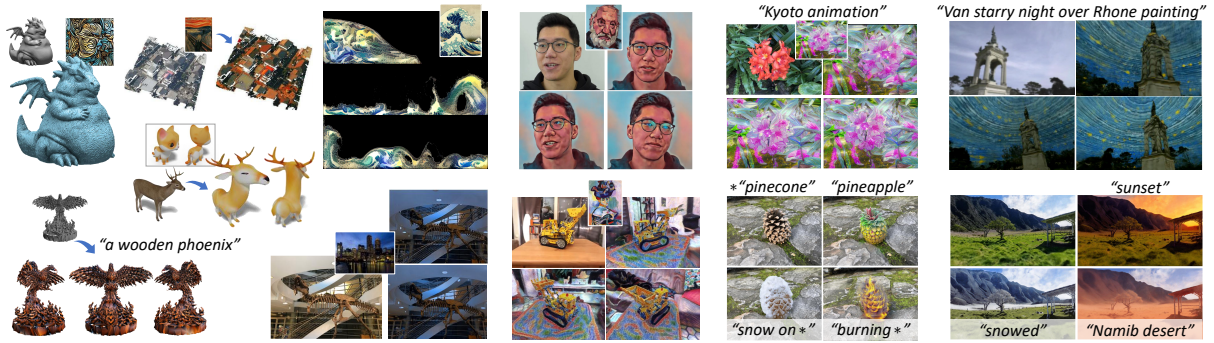 “Kyoto animation”
“Van starry night over Rhone painting”
“a wooden phoenix”
∗“pinecone”
“pineapple”
“snow on∗”
“burning∗”
“sunset”
“snowed”
“Namib desert”